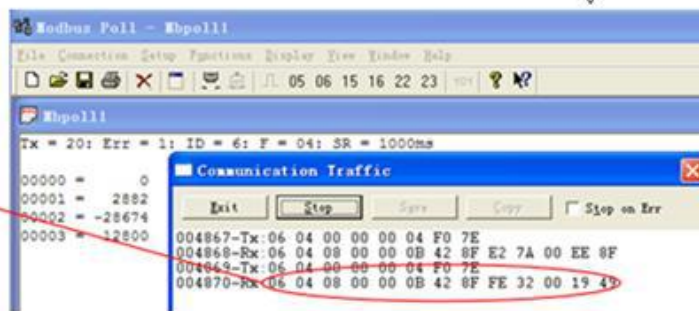 Modbus Poll - Mbpoll1
File Connection Setup Functions Display View Window Help
05 06 15 16 22 23
Mbpoll1
Tx = 20: Err = 1: ID = 6: F = 04: SR = 1000ms
00000 = 0
00001 = 2882
00002 = -28674
00003 = 12800
Communication Traffic
Exit Stop Save Copy Stop on Err
004867-Tx:06 04 00 00 00 04 F0 7E
004868-Rx:06 04 08 00 00 0B 42 8F E2 7A 00 EE 8F
004869-Tx:06 04 00 00 00 04 F0 7E
004870-Rx:06 04 08 00 00 0B 42 8F FE 32 00 19 49